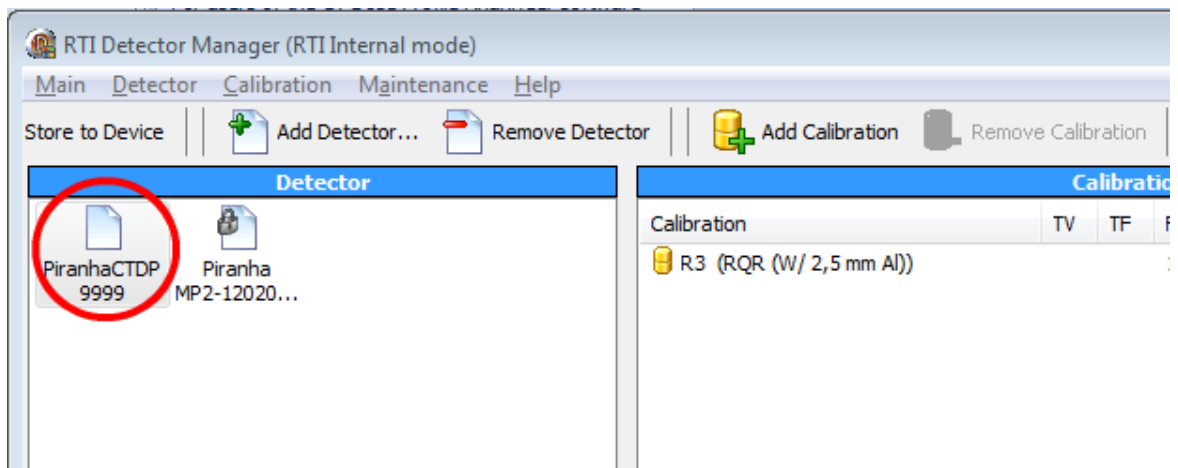 RTI Detector Manager (RTI Internal mode)
Main Detector Calibration Maintenance Help
Store to Device Add Detector... Remove Detector Add Calibration Remove Calibration
Detector
PiranhaCTDP
9999
Piranha
MP2-12020...
Calibratio
Calibration TV TF
R3 (RQR (W/ 2,5 mm Al))